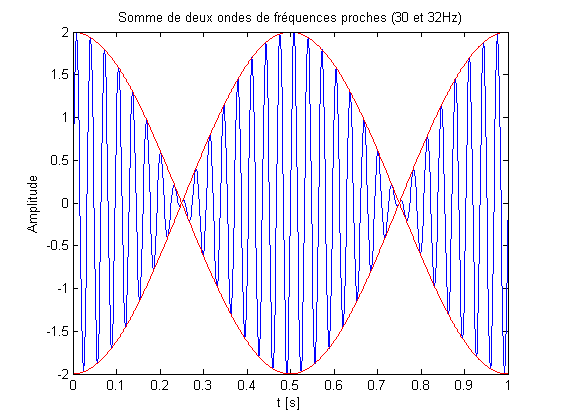 Somme de deux ondes de fréquences proches (30 et 32Hz)
2
1.5
1
0.5
0
-0.5
-1
-1.5
-2
Amplitude
0 0.1 0.2 0.3 0.4 0.5 0.6 0.7 0.8 0.9 1
t [s]